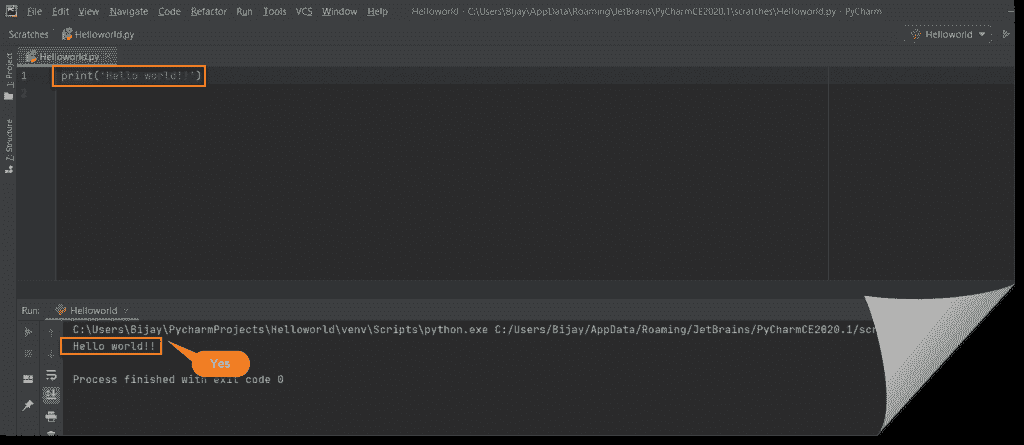 File Edit View Navigate Code Refactor Run Tools VCS Window Help Helloworld - C:\Users\Bijay\AppData\Roaming\JetBrains\PyCharmCE2020.1\scratches\Helloworld.py - PyCharm
Scratches Helloworld.py Helloworld
Helloworld.py
1: Project
1 print('Hello world!!')
2
7: Structure
Run: Helloworld
C:\Users\Bijay\PycharmProjects\Helloworld\venv\Scripts\python.exe C:/Users/Bijay/AppData/Roaming/JetBrains/PyCharmCE2020.1/scr
Hello world!!
Yes
Process finished with exit code 0